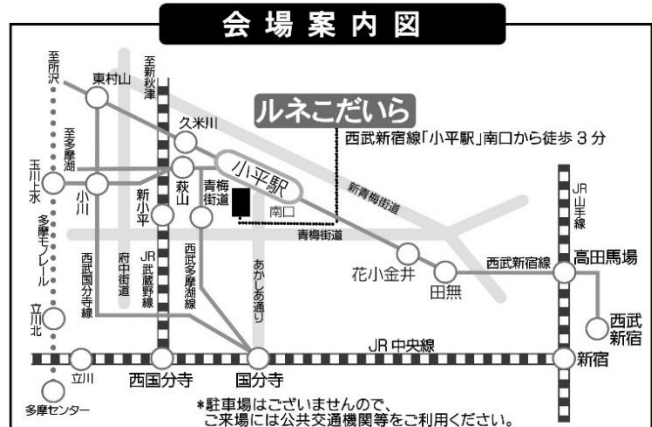 会場案内図
至所沢
東村山
至新秋津
久米川
ルネこだいら
西武新宿線「小平駅」南口から徒歩３分
至多摩湖
小平駅
新青梅街道
JR山手線
玉川上水
小川
新小平
萩山
青梅街道
南口
青梅街道
多摩モノレール
西武国分寺線
府中街道
JR武蔵野線
西武多摩湖線
あかしあ通り
花小金井
田無
西武新宿線
高田馬場
西武新宿
立川北
JR中央線
立川
西国分寺
国分寺
新宿
多摩センター
*駐車場はございませんので、
ご来場には公共交通機関等をご利用ください。